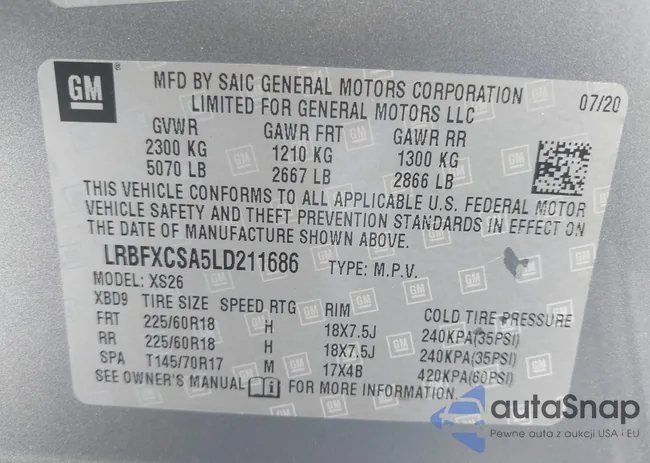 GM
MFD BY SAIC GENERAL MOTORS CORPORATION
LIMITED FOR GENERAL MOTORS LLC
07/20
GVWR GAWR FRT GAWR RR
2300 KG 1210 KG 1300 KG
5070 LB 2667 LB 2866 LB
THIS VEHICLE CONFORMS TO ALL APPLICABLE U.S. FEDERAL MOTOR
VEHICLE SAFETY AND THEFT PREVENTION STANDARDS IN EFFECT ON
THE DATE OF MANUFACTURE SHOWN ABOVE.
LRBFXCSA5LD211686 TYPE: M.P.V.
MODEL: XS26
XBD9 TIRE SIZE SPEED RTG RIM COLD TIRE PRESSURE
FRT 225/60R18 H 18X7.5J 240KPA(35PSI)
RR 225/60R18 H 18X7.5J 240KPA(35PSI)
SPA T145/70R17 M 17X4B 420KPA(60PSI)
SEE OWNER'S MANUAL FOR MORE INFORMATION.
autoSnap
Pewne auta z aukcji USA i EU